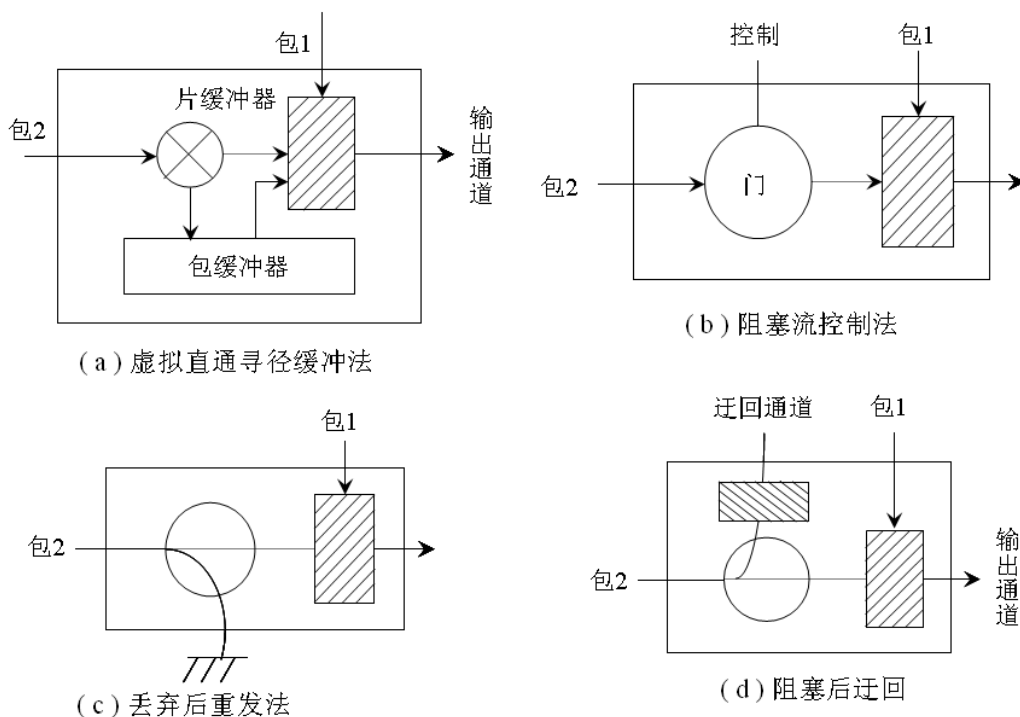 包1
片缓冲器
包2
输出通道
包缓冲器
(a)虚拟直通寻径缓冲法
控制
包1
包2
门
(b)阻塞流控制法
包1
包2
(c)丢弃后重发法
迂回通道
包1
包2
输出通道
(d)阻塞后迂回